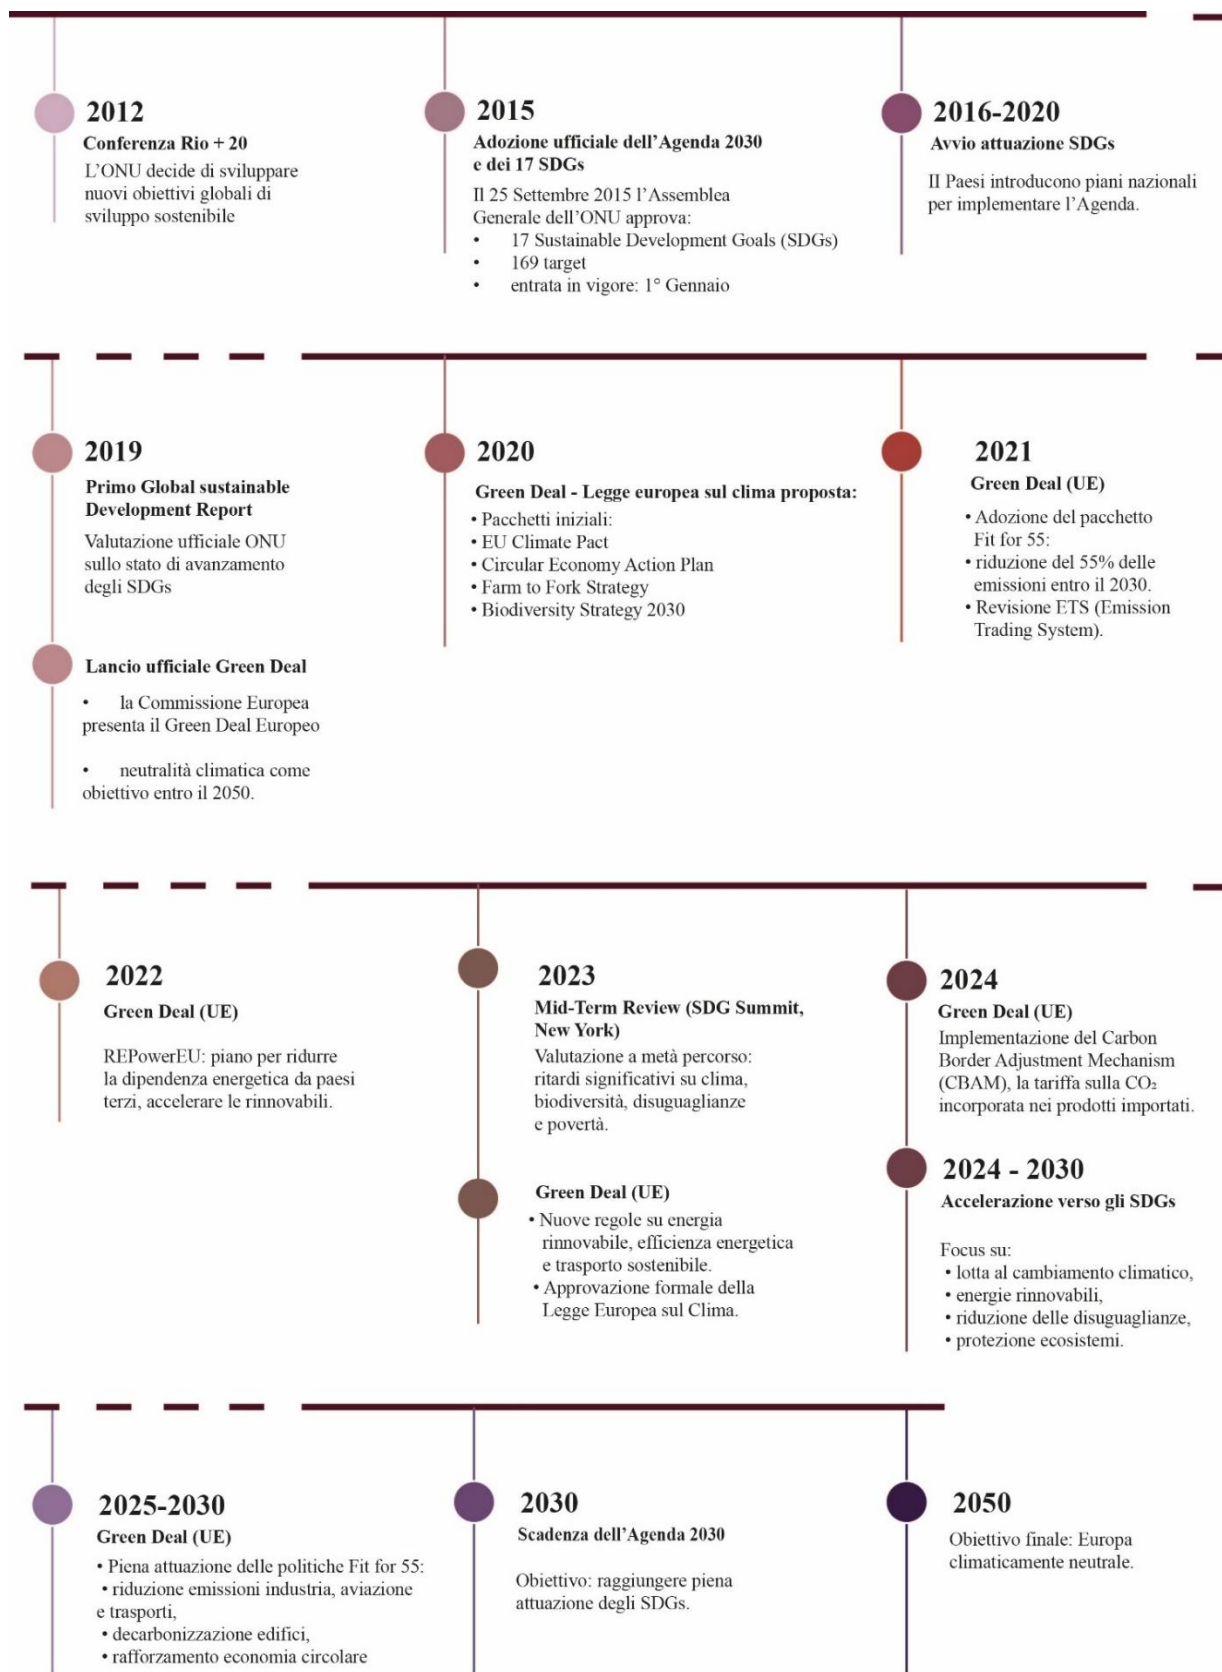 2012
Conferenza Rio + 20
L’ONU decide di sviluppare
nuovi obiettivi globali di
sviluppo sostenibile
2015
Adozione ufficiale dell’Agenda 2030
e dei 17 SDGs
Il 25 Settembre 2015 l’Assemblea
Generale dell’ONU approva:
• 17 Sustainable Development Goals (SDGs)
• 169 target
• entrata in vigore: 1° Gennaio
2016-2020
Avvio attuazione SDGs
II Paesi introducono piani nazionali
per implementare l’Agenda.
2019
Primo Global sustainable
Development Report
Valutazione ufficiale ONU
sullo stato di avanzamento
degli SDGs
Lancio ufficiale Green Deal
• la Commissione Europea
presenta il Green Deal Europeo
• neutralità climatica come
obiettivo entro il 2050.
2020
Green Deal - Legge europea sul clima proposta:
• Pacchetti iniziali:
• EU Climate Pact
• Circular Economy Action Plan
• Farm to Fork Strategy
• Biodiversity Strategy 2030
2021
Green Deal (UE)
• Adozione del pacchetto
Fit for 55:
• riduzione del 55% delle
emissioni entro il 2030.
• Revisione ETS (Emission
Trading System).
2022
Green Deal (UE)
REPowerEU: piano per ridurre
la dipendenza energetica da paesi
terzi, accelerare le rinnovabili.
2023
Mid-Term Review (SDG Summit,
New York)
Valutazione a metà percorso:
ritardi significativi su clima,
biodiversità, disuguaglianze
e povertà.
Green Deal (UE)
• Nuove regole su energia
rinnovabile, efficienza energetica
e trasporto sostenibile.
• Approvazione formale della
Legge Europea sul Clima.
2024
Green Deal (UE)
Implementazione del Carbon
Border Adjustment Mechanism
(CBAM), la tariffa sulla CO₂
incorporata nei prodotti importati.
2024 - 2030
Accelerazione verso gli SDGs
Focus su:
• lotta al cambiamento climatico,
• energie rinnovabili,
• riduzione delle disuguaglianze,
• protezione ecosistemi.
2025-2030
Green Deal (UE)
• Piena attuazione delle politiche Fit for 55:
• riduzione emissioni industria, aviazione
e trasporti,
• decarbonizzazione edifici,
• rafforzamento economia circolare
2030
Scadenza dell’Agenda 2030
Obiettivo: raggiungere piena
attuazione degli SDGs.
2050
Obiettivo finale: Europa
climaticamente neutrale.